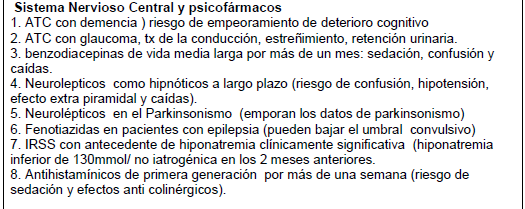 Sistema Nervioso Central y psicofármacos
1. ATC con demencia ) riesgo de empeoramiento de deterioro cognitivo
2. ATC con glaucoma, tx de la conducción, estreñimiento, retención urinaria.
3. benzodiacepinas de vida media larga por más de un mes: sedación, confusión y
caídas.
4. Neurolepticos como hipnóticos a largo plazo (riesgo de confusión, hipotensión,
efecto extra piramidal y caídas).
5. Neurolépticos en el Parkinsonismo (emporan los datos de parkinsonismo)
6. Fenotiazidas en pacientes con epilepsia (pueden bajar el umbral convulsivo)
7. IRSS con antecedente de hiponatremia clínicamente significativa (hiponatremia
inferior de 130mmol/ no iatrogénica en los 2 meses anteriores.
8. Antihistamínicos de primera generación por más de una semana (riesgo de
sedación y efectos anti colinérgicos).